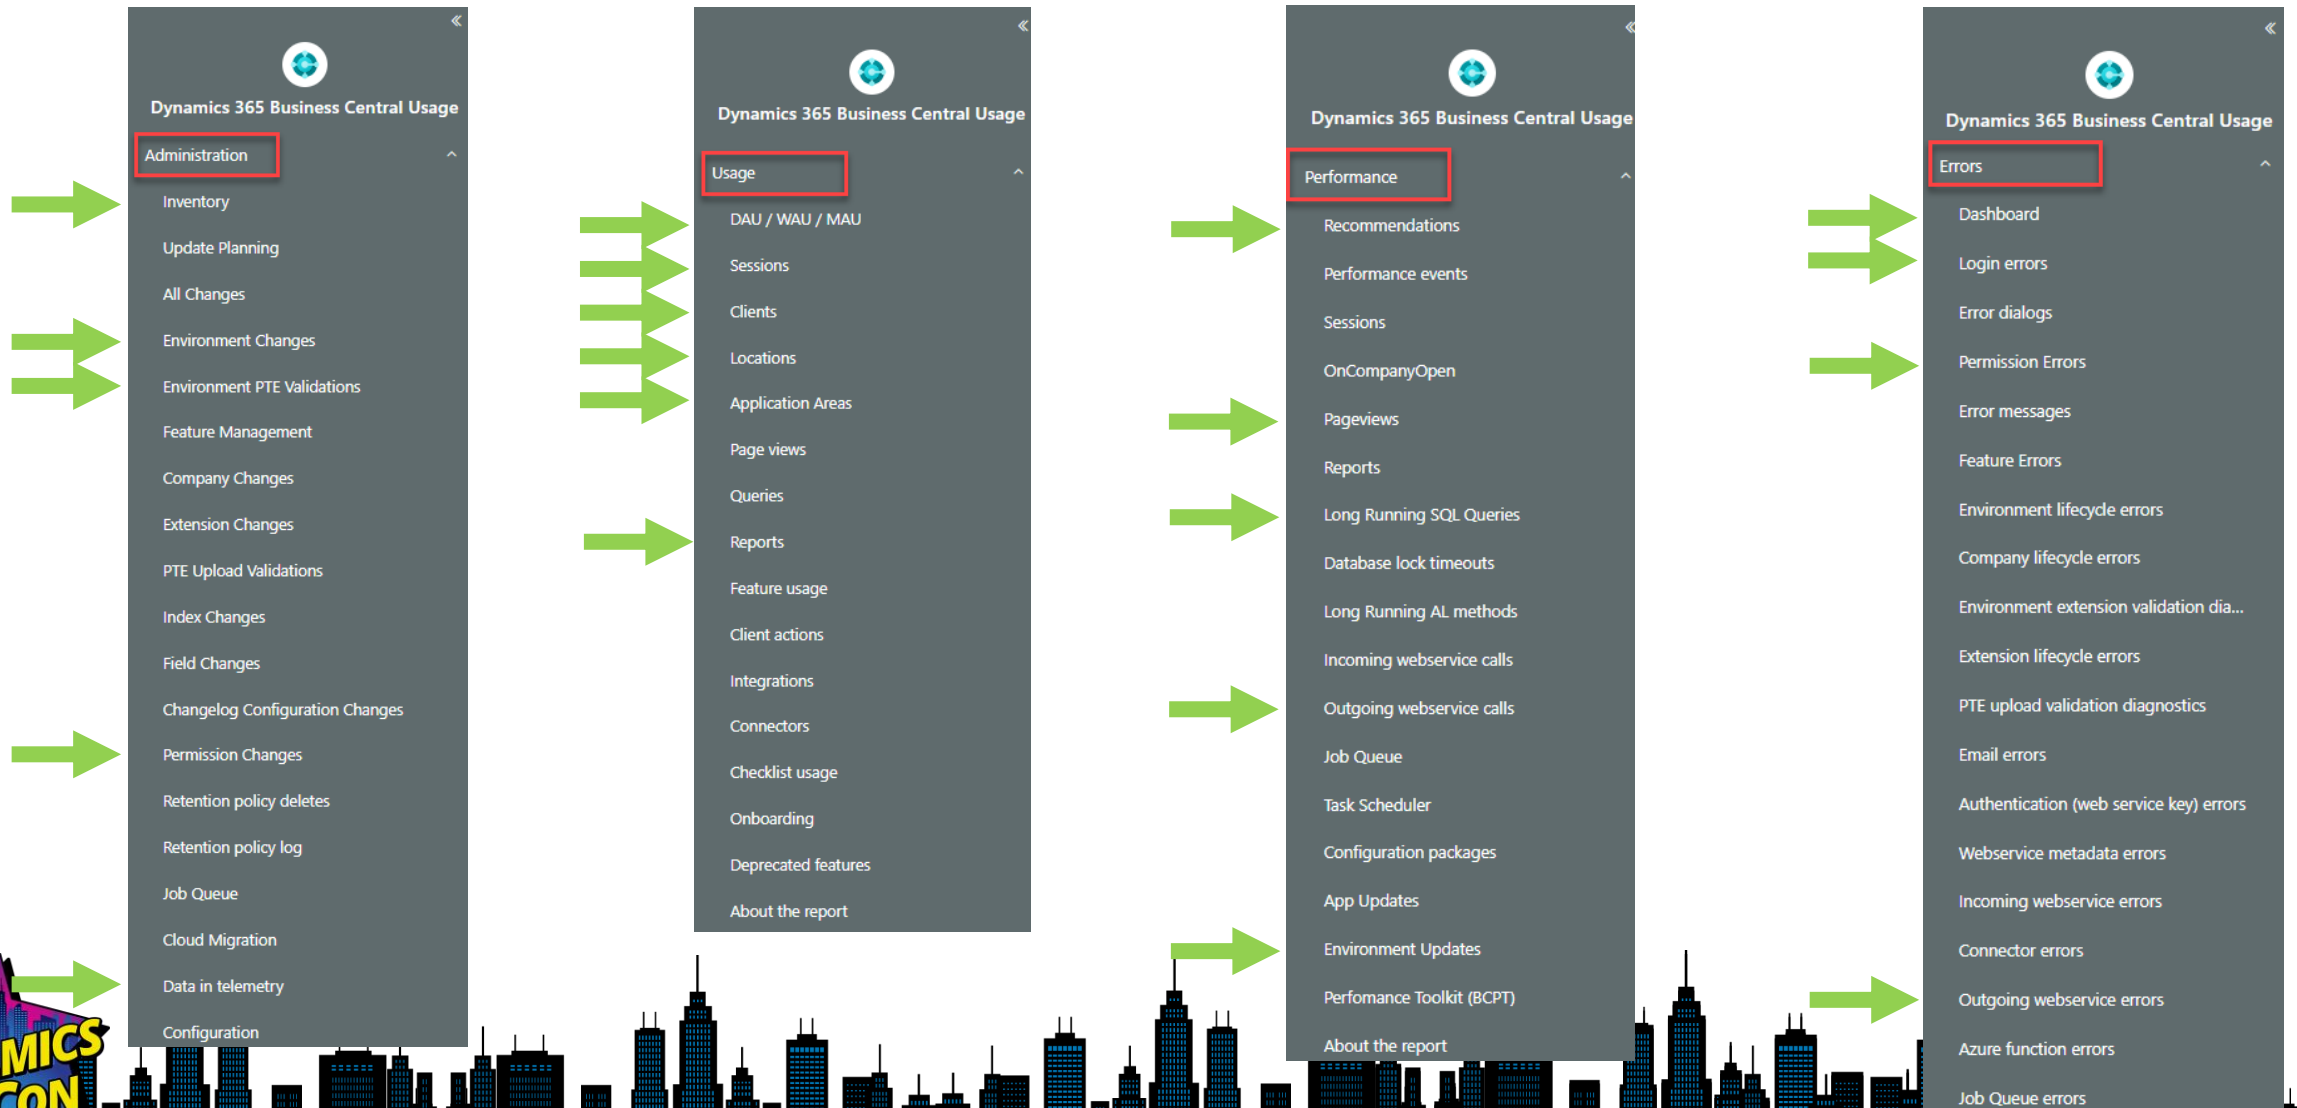 Dynamics 365 Business Central Usage
Administration
Inventory
Update Planning
All Changes
Environment Changes
Environment PTE Validations
Feature Management
Company Changes
Extension Changes
PTE Upload Validations
Index Changes
Field Changes
Changelog Configuration Changes
Permission Changes
Retention policy deletes
Retention policy log
Job Queue
Cloud Migration
Data in telemetry
Configuration
Dynamics 365 Business Central Usage
Usage
DAU / WAU / MAU
Sessions
Clients
Locations
Application Areas
Page views
Queries
Reports
Feature usage
Client actions
Integrations
Connectors
Checklist usage
Onboarding
Deprecated features
About the report
Dynamics 365 Business Central Usage
Performance
Recommendations
Performance events
Sessions
OnCompanyOpen
Pageviews
Reports
Long Running SQL Queries
Database lock timeouts
Long Running AL methods
Incoming webservice calls
Outgoing webservice calls
Job Queue
Task Scheduler
Configuration packages
App Updates
Environment Updates
Perfomance Toolkit (BCPT)
About the report
Dynamics 365 Business Central Usage
Errors
Dashboard
Login errors
Error dialogs
Permission Errors
Error messages
Feature Errors
Environment lifecycle errors
Company lifecycle errors
Environment extension validation dia...
Extension lifecycle errors
PTE upload validation diagnostics
Email errors
Authentication (web service key) errors
Webservice metadata errors
Incoming webservice errors
Connector errors
Outgoing webservice errors
Azure function errors
Job Queue errors
MICS
CON